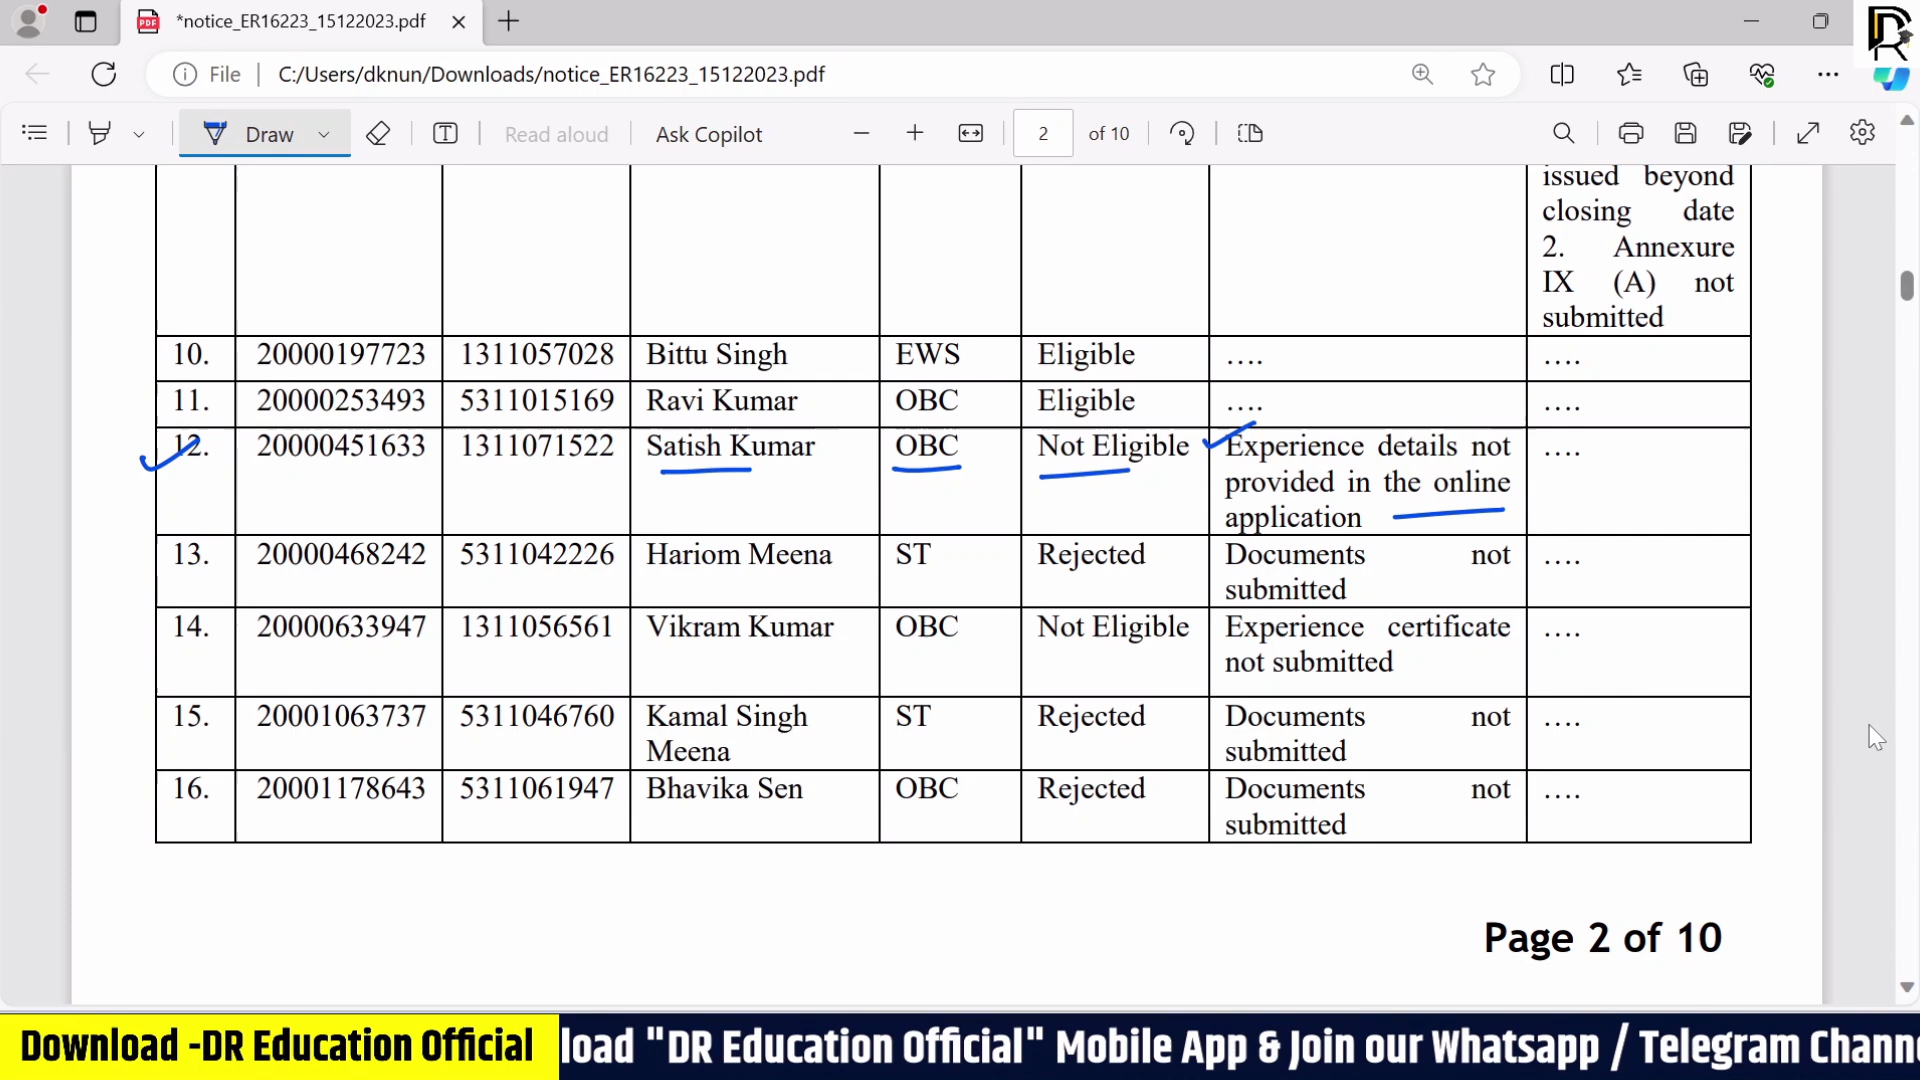 *notice_ER16223_15122023.pdf
File C:/Users/dknun/Downloads/notice_ER16223_15122023.pdf
Draw Read aloud Ask Copilot 2 of 10
issued beyond
closing date
2. Annexure
IX (A) not
submitted
10. 20000197723 1311057028 Bittu Singh EWS Eligible .... ....
11. 20000253493 5311015169 Ravi Kumar OBC Eligible .... ....
12. 20000451633 1311071522 Satish Kumar OBC Not Eligible Experience details not ....
provided in the online
application
13. 20000468242 5311042226 Hariom Meena ST Rejected Documents not ....
submitted
14. 20000633947 1311056561 Vikram Kumar OBC Not Eligible Experience certificate ....
not submitted
15. 20001063737 5311046760 Kamal Singh ST Rejected Documents not ....
Meena submitted
16. 20001178643 5311061947 Bhavika Sen OBC Rejected Documents not ....
submitted
Page 2 of 10
Download -DR Education Official load "DR Education Official" Mobile App & Join our Whatsapp / Telegram Chann